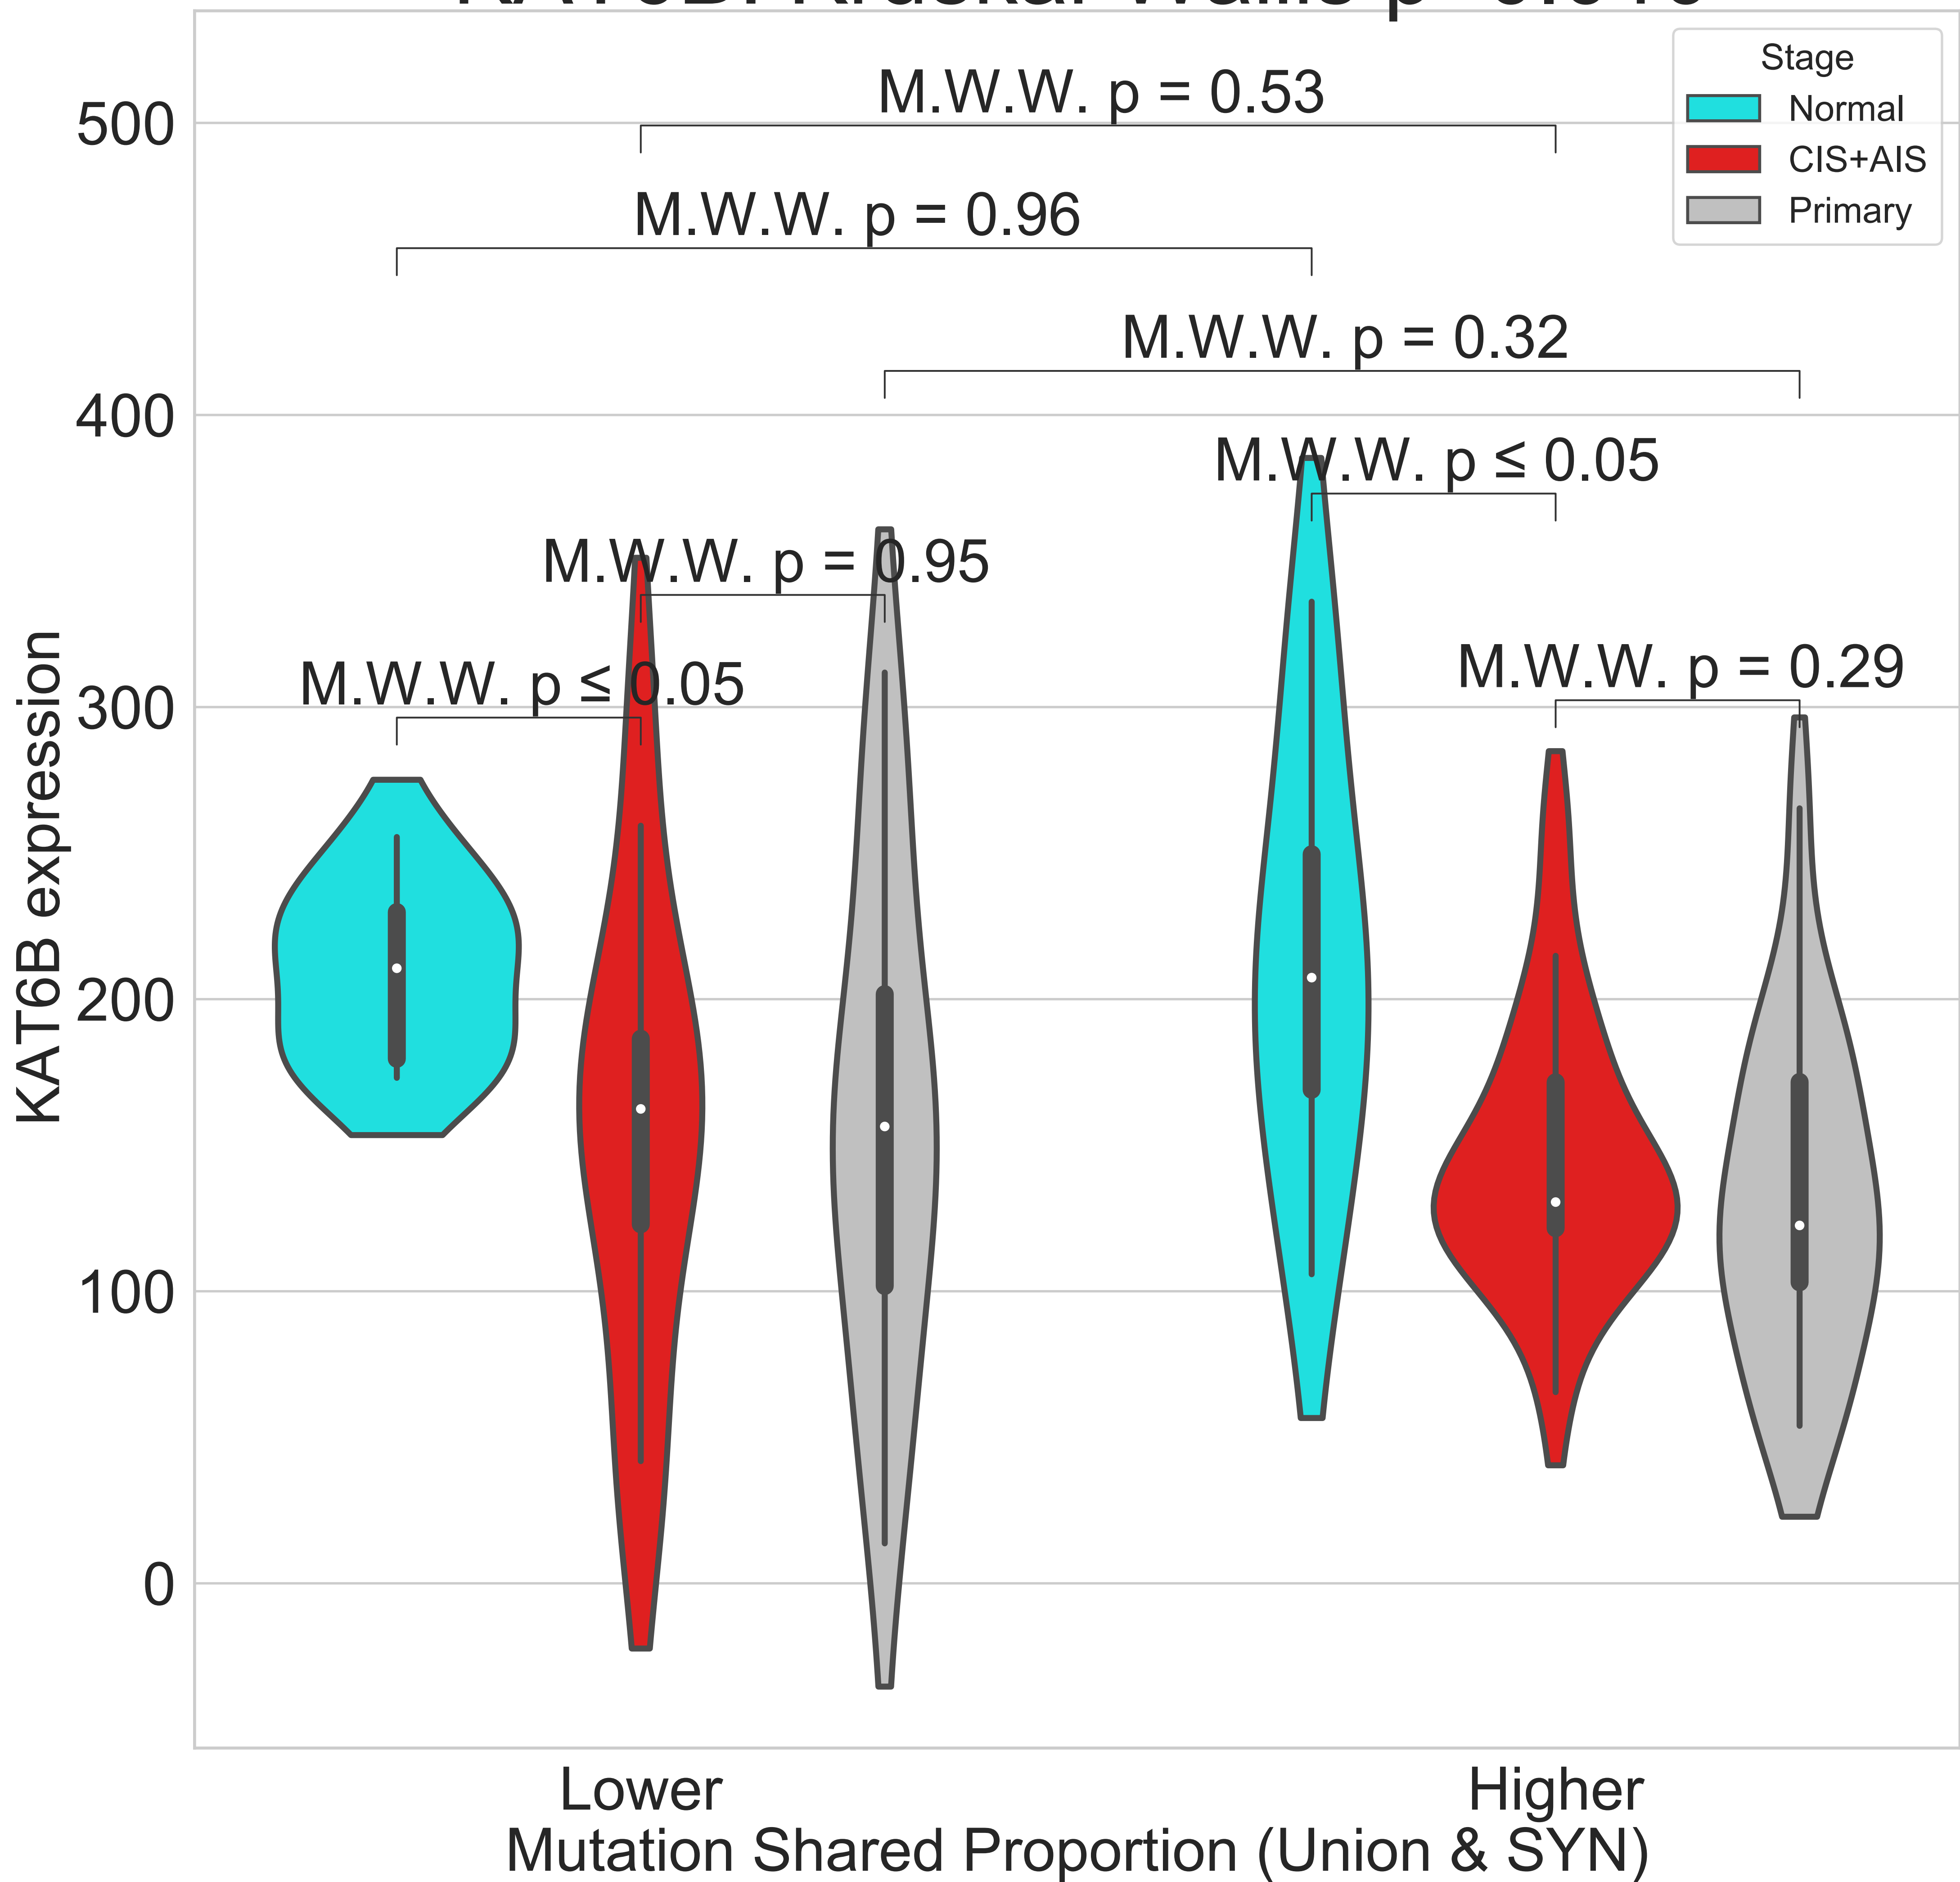 M.W.W. p = 0.53
Stage
Normal
CIS+AIS
Primary
M.W.W. p = 0.96
M.W.W. p = 0.32
M.W.W. p ≤ 0.05
M.W.W. p = 0.95
M.W.W. p = 0.29
M.W.W. p ≤ 0.05
500
400
300
200
100
0
KAT6B expression
Lower
Higher
Mutation Shared Proportion (Union & SYN)